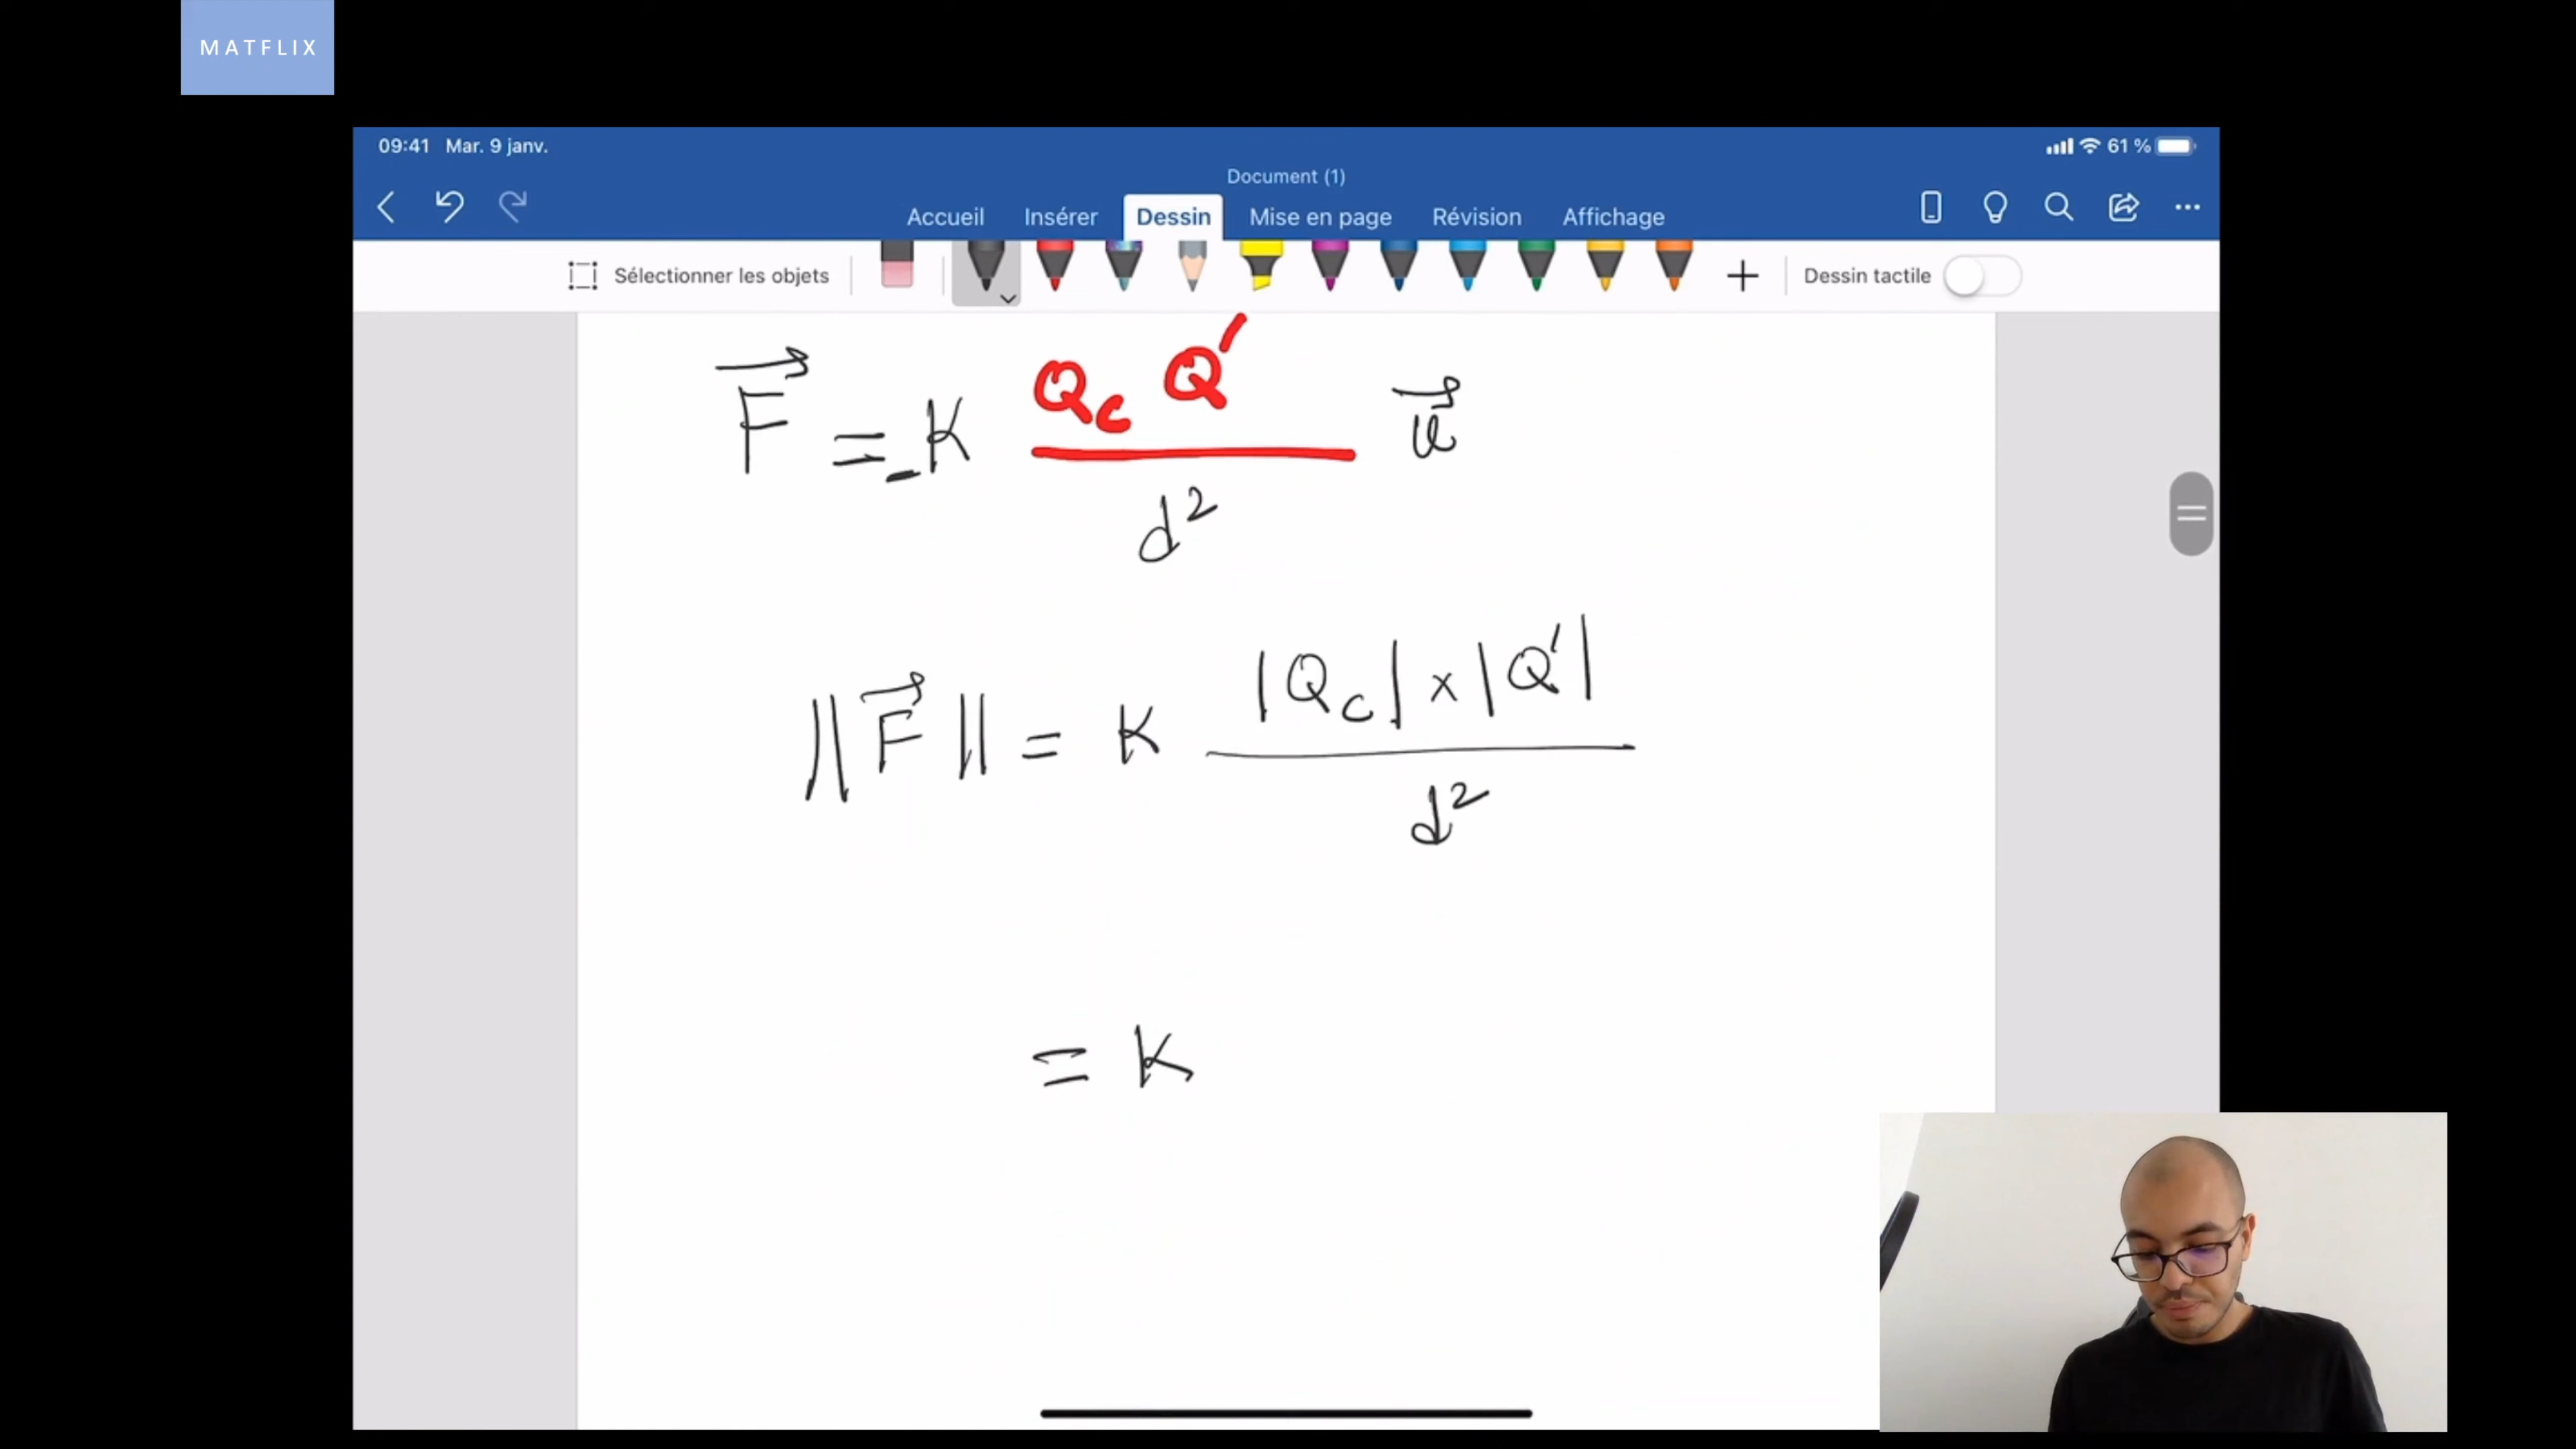 MATFLIX
09:41 Mar. 9 janv. 61 %
Document (1)
Accueil Insérer Dessin Mise en page Révision Affichage
Sélectionner les objets Dessin tactile
F⃗ = -K (Qc Q′)/d² u⃗
||F⃗|| = K (|Qc| x |Q′|)/d²
= K